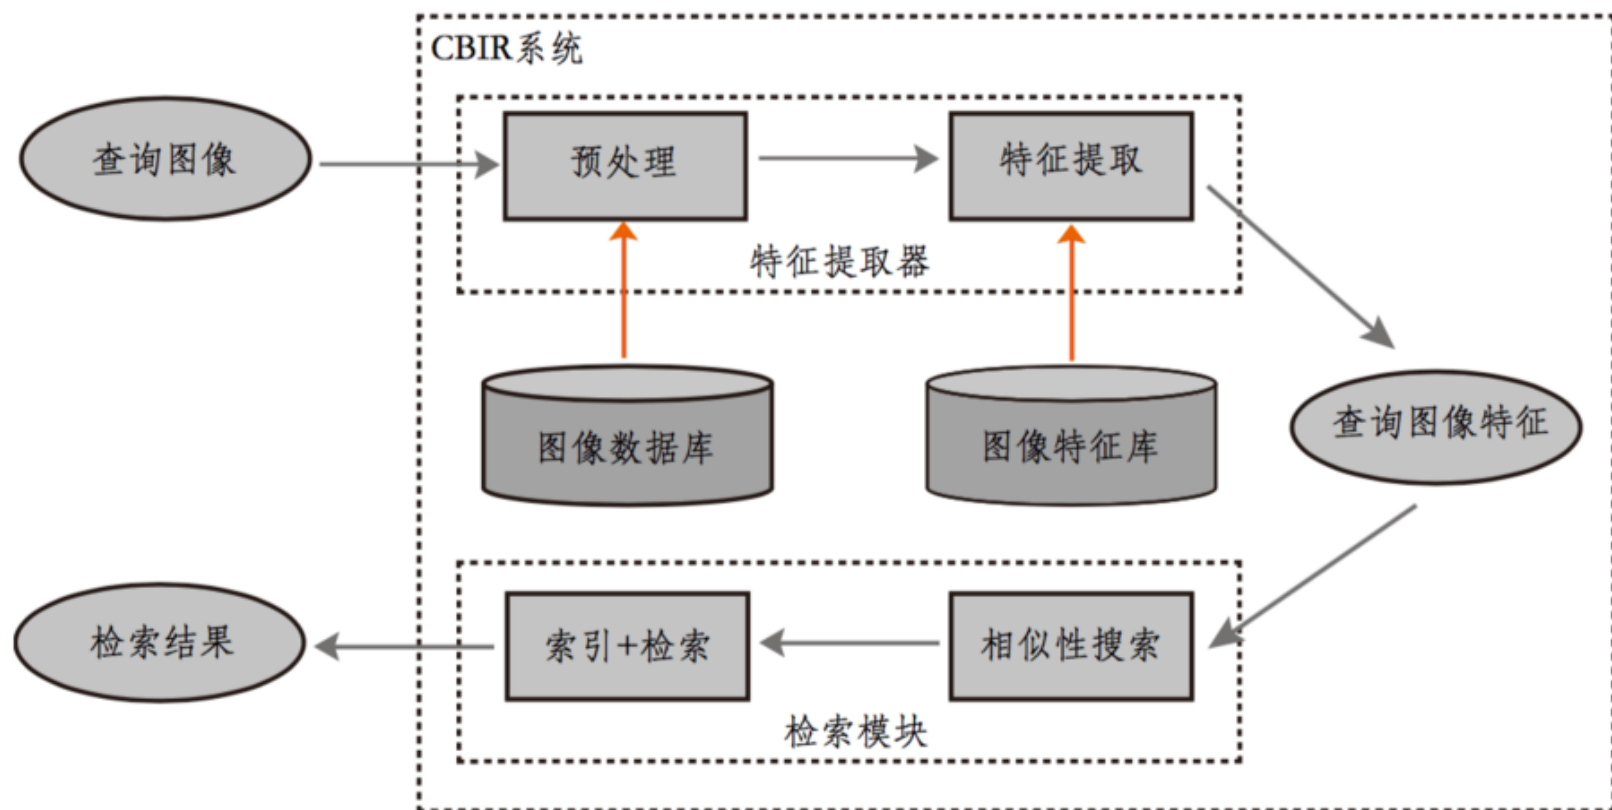 CBIR系统
查询图像
预处理
特征提取
特征提取器
图像数据库
图像特征库
查询图像特征
检索结果
索引+检索
相似性搜索
检索模块